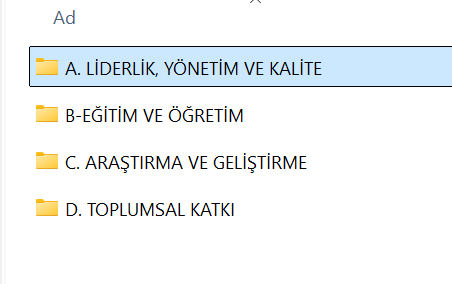 Ad
A. LİDERLİK, YÖNETİM VE KALİTE
B-EĞİTİM VE ÖĞRETİM
C. ARAŞTIRMA VE GELİŞTİRME
D. TOPLUMSAL KATKI